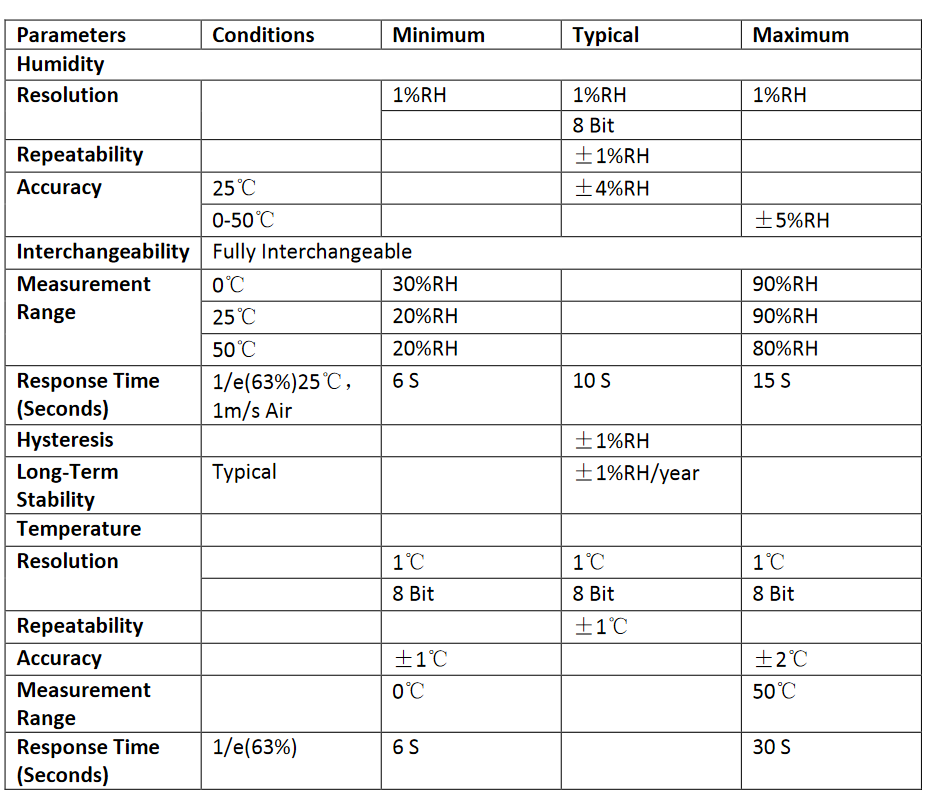 Parameters Conditions Minimum Typical Maximum
Humidity
Resolution 1%RH 1%RH 1%RH
8 Bit
Repeatability ±1%RH
Accuracy 25℃ ±4%RH
0-50℃ ±5%RH
Interchangeability Fully Interchangeable
Measurement 0℃ 30%RH 90%RH
Range 25℃ 20%RH 90%RH
50℃ 20%RH 80%RH
Response Time 1/e(63%)25℃， 6 S 10 S 15 S
(Seconds) 1m/s Air
Hysteresis ±1%RH
Long-Term Typical ±1%RH/year
Stability
Temperature
Resolution 1℃ 1℃ 1℃
8 Bit 8 Bit 8 Bit
Repeatability ±1℃
Accuracy ±1℃ ±2℃
Measurement 0℃ 50℃
Range
Response Time 1/e(63%) 6 S 30 S
(Seconds)